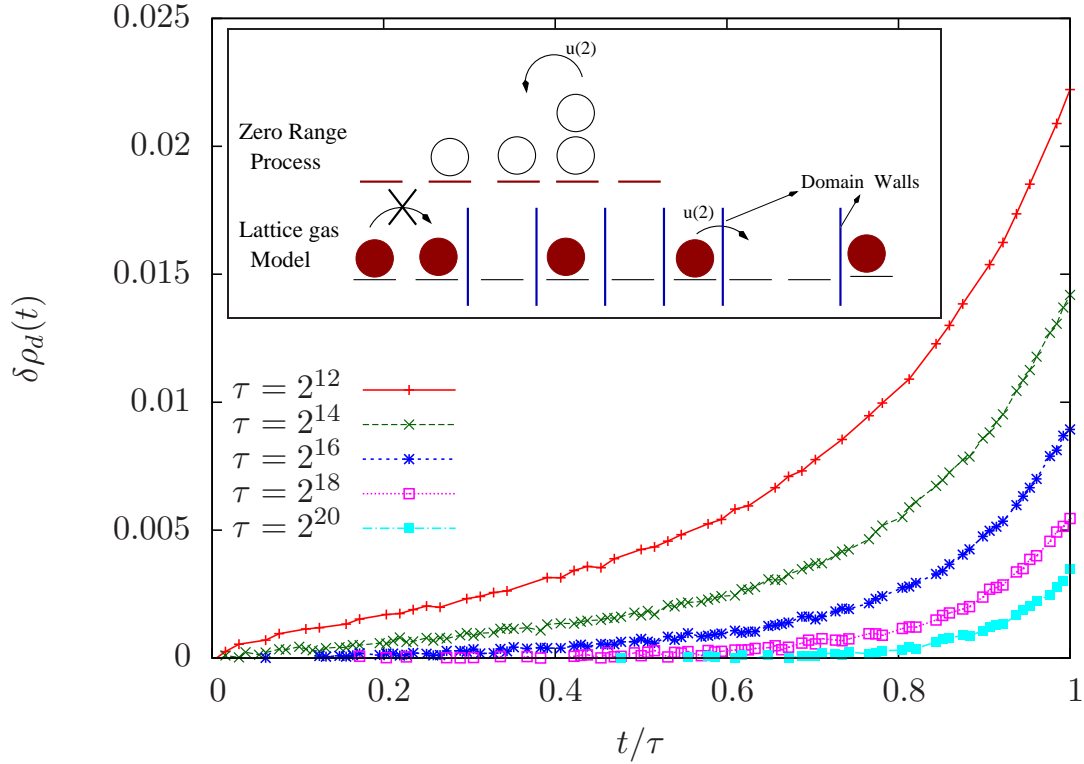 0.025
0.02
0.015
0.01
0.005
0
δρ_d(t)
u(2)
Zero Range
Process
Domain Walls
u(2)
Lattice gas
Model
τ = 2^12
τ = 2^14
τ = 2^16
τ = 2^18
τ = 2^20
0 0.2 0.4 0.6 0.8 1
t/τ